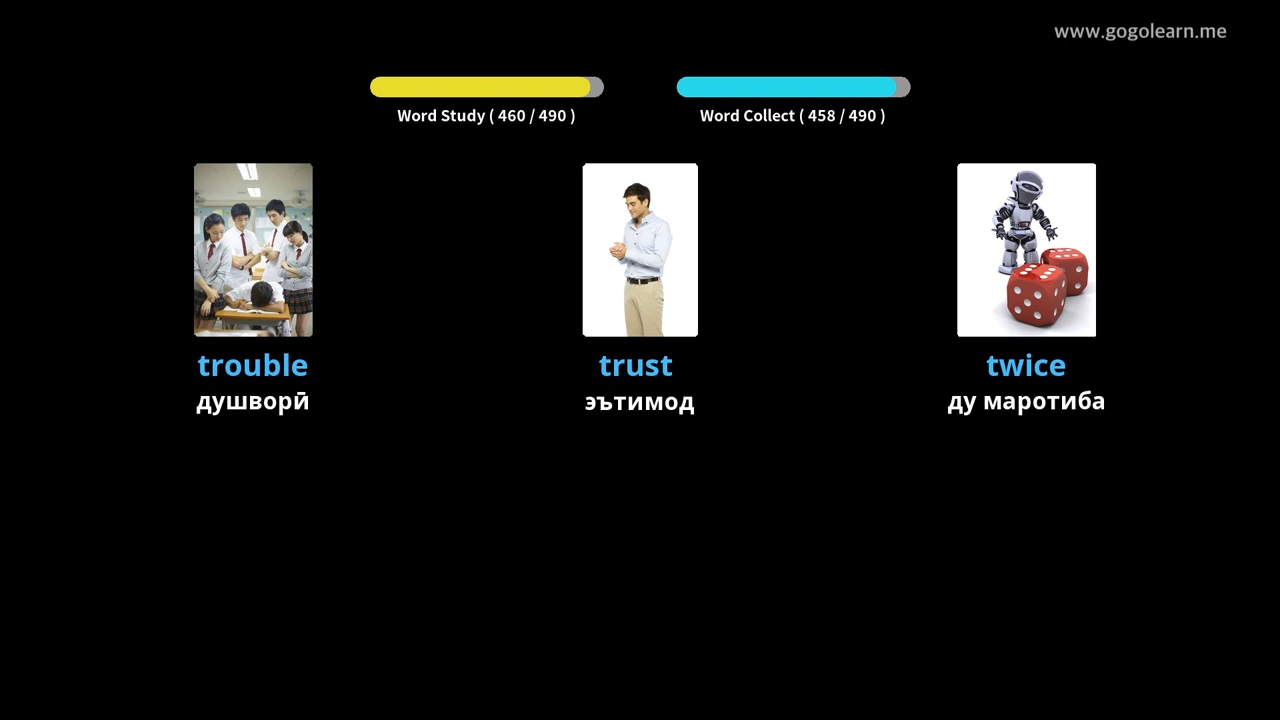 www.gogolearn.me
Word Study ( 460 / 490 )
Word Collect ( 458 / 490 )
trouble
душворӣ
trust
эътимод
twice
ду маротиба